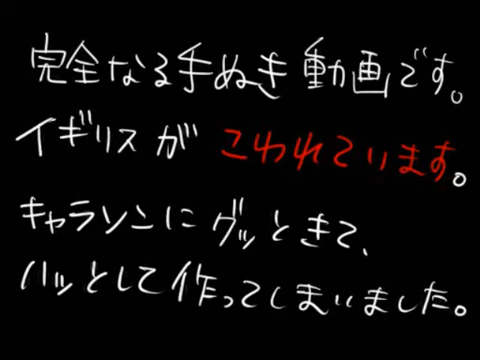 完全なる手ぬき動画です。
イギリスがこわれています。
キャラソンにグッときて、
ハッとして作ってしまいました。